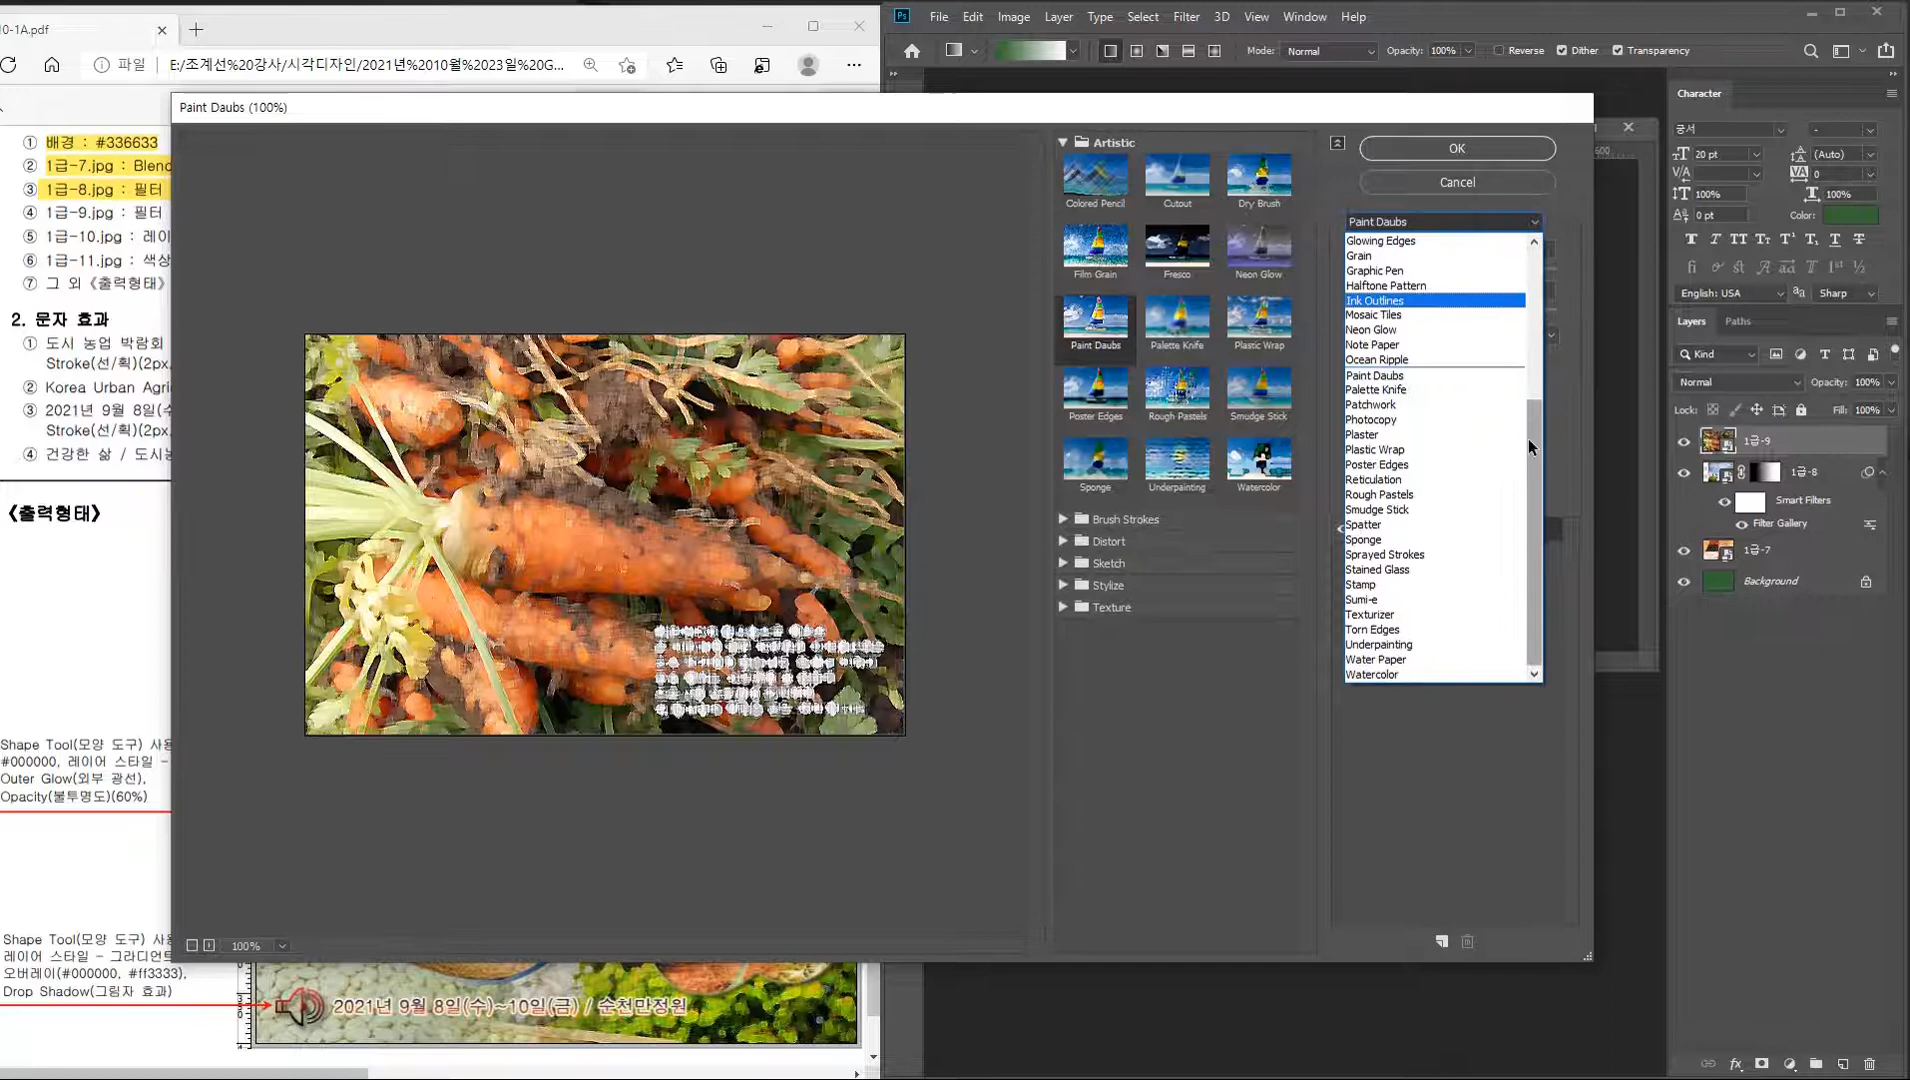 0-1A.pdf
파일
E:/조계선%20강사/시각디자인/2021년%2010월%2023일%20G...
① 배경 : #336633
② 1급-7.jpg : Blend
③ 1급-8.jpg : 필터
④ 1급-9.jpg : 필터
⑤ 1급-10.jpg : 레이
⑥ 1급-11.jpg : 색상
⑦ 그 외 《출력형태》
2. 문자 효과
① 도시 농업 박람회
Stroke(선/획)(2px,
② Korea Urban Agri
③ 2021년 9월 8일(수
Stroke(선/획)(2px,
④ 건강한 삶 / 도시농
《출력형태》
Shape Tool(모양 도구) 사용
#000000, 레이어 스타일 -
Outer Glow(외부 광선),
Opacity(불투명도)(60%)
Shape Tool(모양 도구) 사용
레이어 스타일 - 그라디언트
오버레이(#000000, #ff3333),
Drop Shadow(그림자 효과)
2021년 9월 8일(수)~10일(금) / 순천만정원
Ps File Edit Image Layer Type Select Filter 3D View Window Help
Mode: Normal Opacity: 100% Reverse Dither Transparency
Paint Daubs (100%)
Artistic
Colored Pencil Cutout Dry Brush
Film Grain Fresco Neon Glow
Paint Daubs Palette Knife Plastic Wrap
Poster Edges Rough Pastels Smudge Stick
Sponge Underpainting Watercolor
Brush Strokes
Distort
Sketch
Stylize
Texture
100%
OK
Cancel
Paint Daubs
Glowing Edges
Grain
Graphic Pen
Halftone Pattern
Ink Outlines
Mosaic Tiles
Neon Glow
Note Paper
Ocean Ripple
Paint Daubs
Palette Knife
Patchwork
Photocopy
Plaster
Plastic Wrap
Poster Edges
Reticulation
Rough Pastels
Smudge Stick
Spatter
Sponge
Sprayed Strokes
Stained Glass
Stamp
Sumi-e
Texturizer
Torn Edges
Underpainting
Water Paper
Watercolor
600
Character
궁서 -
20 pt (Auto)
0
100% 100%
0 pt Color:
English: USA Sharp
Layers Paths
Kind
Normal Opacity: 100%
Lock: Fill: 100%
1급-9
1급-8
Smart Filters
Filter Gallery
1급-7
Background